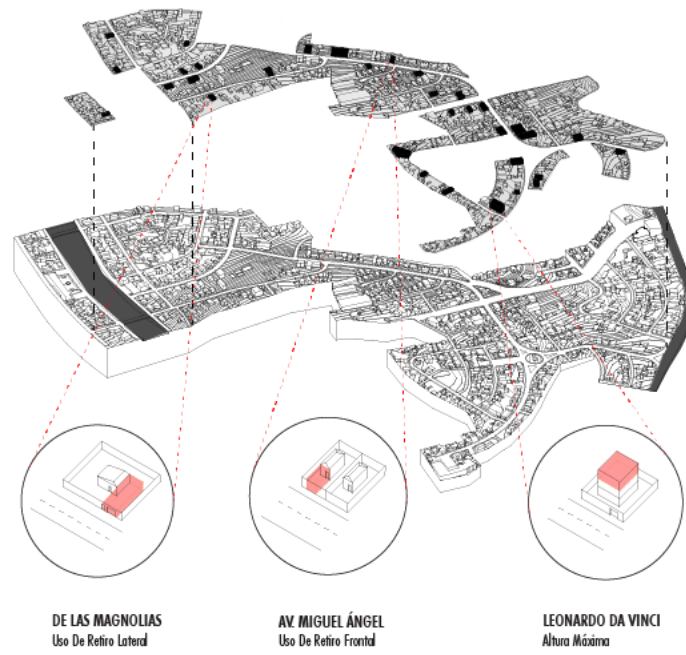 DE LAS MAGNOLIAS
Uso De Retiro Lateral
AV. MIGUEL ÁNGEL
Uso De Retiro Frontal
LEONARDO DA VINCI
Altura Máxima